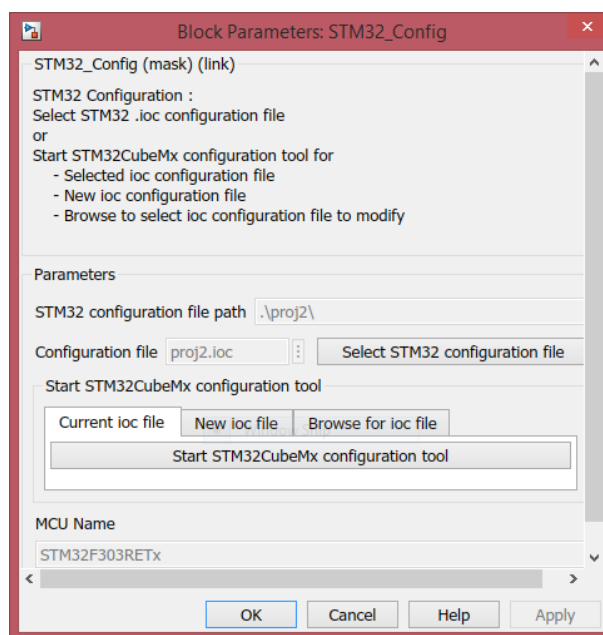 Block Parameters: STM32_Config
STM32_Config (mask) (link)
STM32 Configuration :
Select STM32 .ioc configuration file
or
Start STM32CubeMx configuration tool for
- Selected ioc configuration file
- New ioc configuration file
- Browse to select ioc configuration file to modify
Parameters
STM32 configuration file path .\proj2\
Configuration file proj2.ioc Select STM32 configuration file
Start STM32CubeMx configuration tool
Current ioc file New ioc file Browse for ioc file
Window Snip
Start STM32CubeMx configuration tool
MCU Name
STM32F303RETx
OK Cancel Help Apply